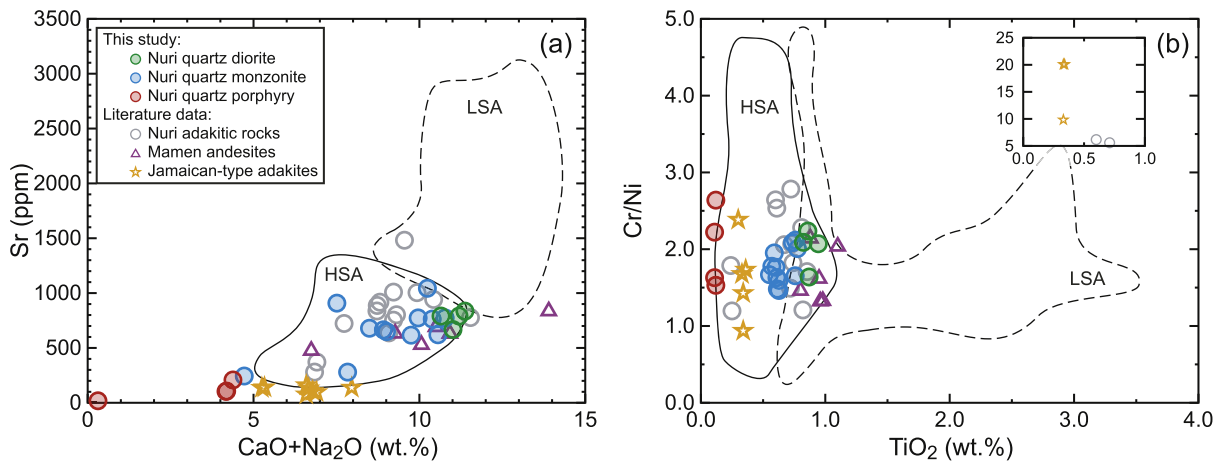 3500
3000
2500
2000
1500
1000
500
0
Sr (ppm)
0
5
10
15
CaO+Na₂O (wt.%)
(a)
This study:
Nuri quartz diorite
Nuri quartz monzonite
Nuri quartz porphyry
Literature data:
Nuri adakitic rocks
Mamen andesites
Jamaican-type adakites
LSA
HSA
5.0
4.0
3.0
2.0
1.0
0.0
Cr/Ni
0.0
1.0
2.0
3.0
4.0
TiO₂ (wt.%)
(b)
HSA
LSA
25
20
15
10
5
0.0
0.5
1.0